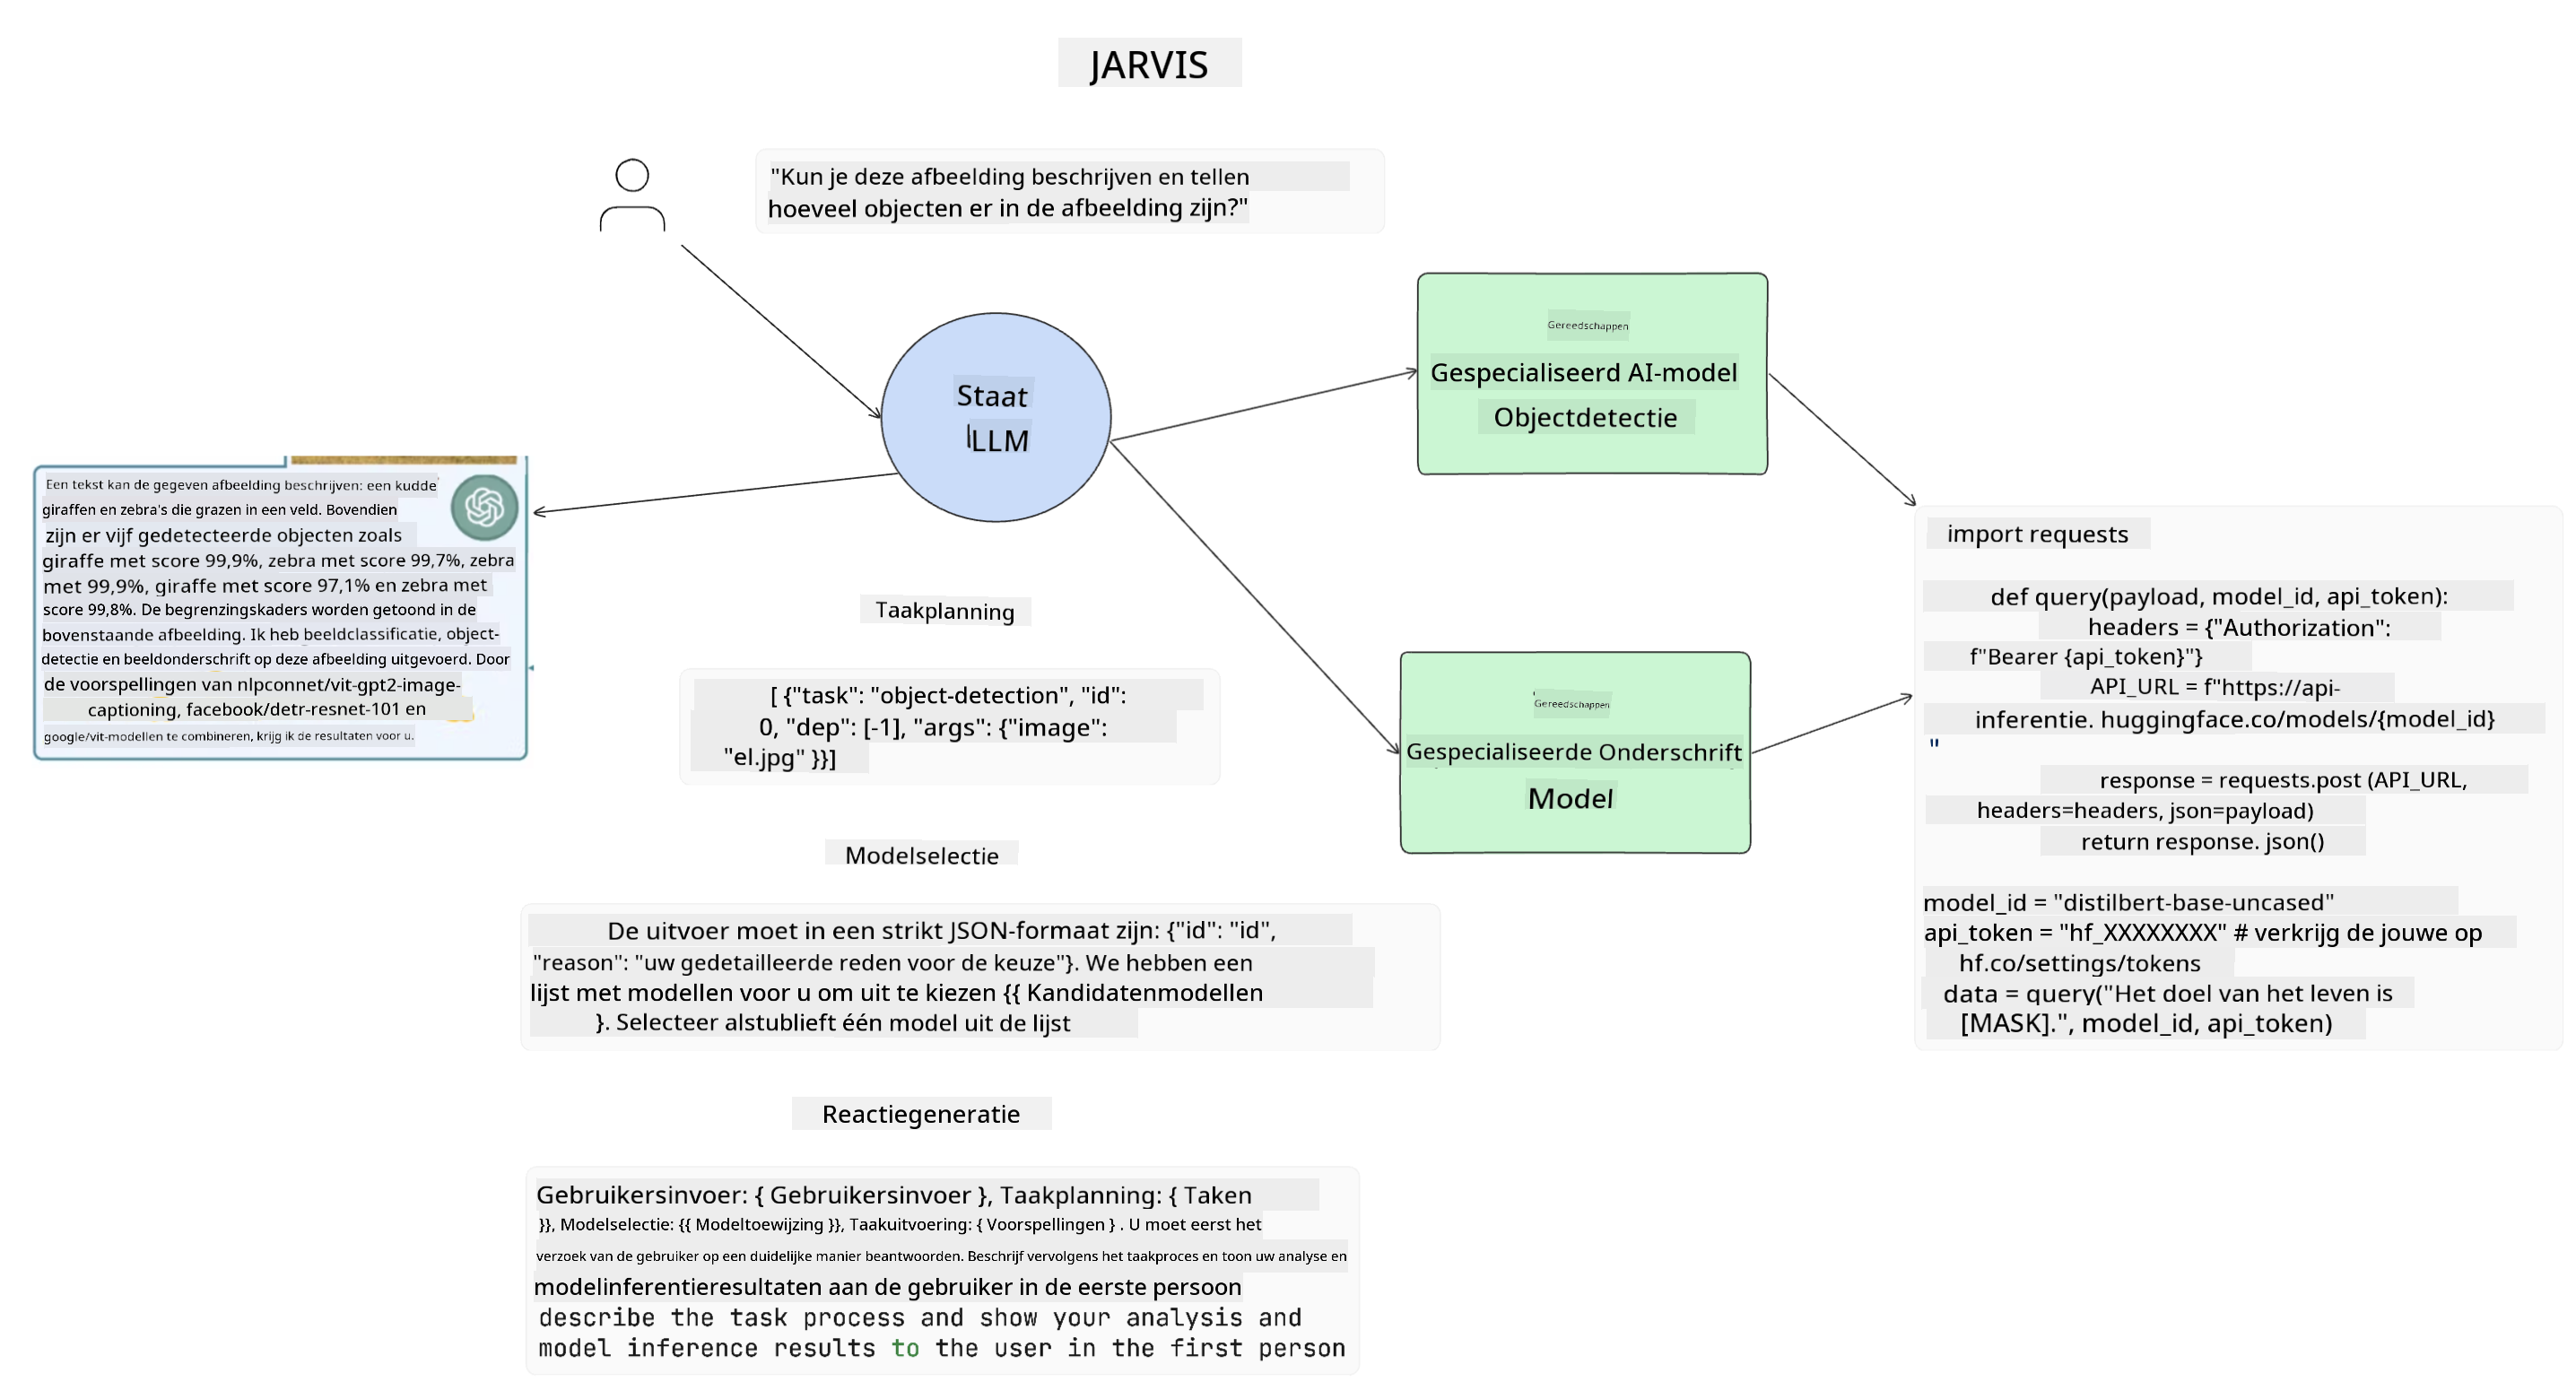 JARVIS
"Kun je deze afbeelding beschrijven en tellen
hoeveel objecten er in de afbeelding zijn?"
Staat
LLM
Gereedschappen
Gespecialiseerd AI-model
Objectdetectie
Een tekst kan de gegeven afbeelding beschrijven: een kudde
giraffen en zebra's die grazen in een veld. Bovendien
zijn er vijf gedetecteerde objecten zoals
giraffe met score 99,9%, zebra met score 99,7%, zebra
met 99,9%, giraffe met score 97,1% en zebra met
score 99,8%. De begrenzingskaders worden getoond in de
bovenstaande afbeelding. Ik heb beeldclassificatie, object-
detectie en beeldonderschrift op deze afbeelding uitgevoerd. Door
de voorspellingen van nlpconnet/vit-gpt2-image-
captioning, facebook/detr-resnet-101 en
google/vit-modellen te combineren, krijg ik de resultaten voor u.
Taakplanning
[ {"task": "object-detection", "id":
0, "dep": [-1], "args": {"image":
"el.jpg" }}]
Gereedschappen
Gespecialiseerde Onderschrift
Model
import requests
def query(payload, model_id, api_token):
headers = {"Authorization":
f"Bearer {api_token}"}
API_URL = f"https://api-
inferentie. huggingface.co/models/{model_id}
"
response = requests.post (API_URL,
headers=headers, json=payload)
return response. json()
model_id = "distilbert-base-uncased"
api_token = "hf_XXXXXXXX" # verkrijg de jouwe op
hf.co/settings/tokens
data = query("Het doel van het leven is
[MASK].", model_id, api_token)
Modelselectie
De uitvoer moet in een strikt JSON-formaat zijn: {"id": "id",
"reason": "uw gedetailleerde reden voor de keuze"}. We hebben een
lijst met modellen voor u om uit te kiezen {{ Kandidatenmodellen
}. Selecteer alstublieft één model uit de lijst
Reactiegeneratie
Gebruikersinvoer: { Gebruikersinvoer }, Taakplanning: { Taken
}}, Modelselectie: {{ Modeltoewijzing }}, Taakuitvoering: { Voorspellingen } . U moet eerst het
verzoek van de gebruiker op een duidelijke manier beantwoorden. Beschrijf vervolgens het taakproces en toon uw analyse en
modelinferentieresultaten aan de gebruiker in de eerste persoon
describe the task process and show your analysis and
model inference results to the user in the first person